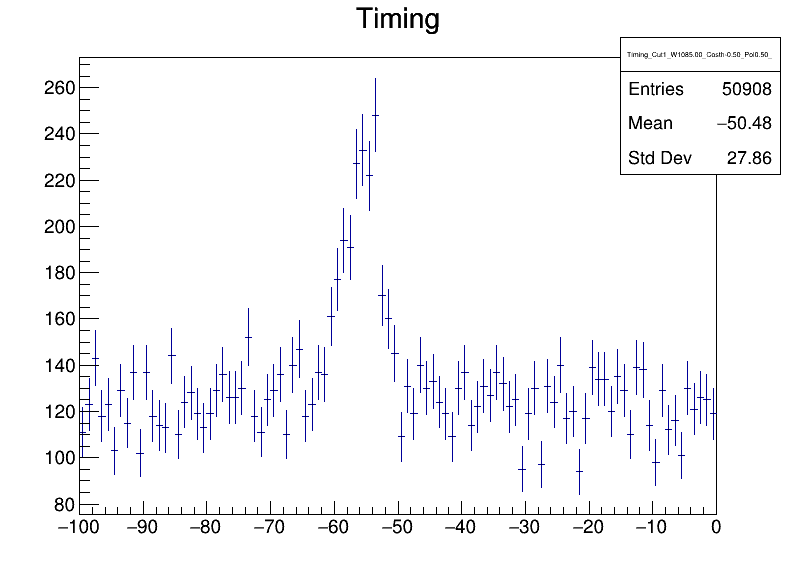 Timing
Timing_Cut1_W1085.00_Costh-0.50_Pol0.50_
Entries 50908
Mean −50.48
Std Dev 27.86
260
240
220
200
180
160
140
120
100
80
−100 −90 −80 −70 −60 −50 −40 −30 −20 −10 0